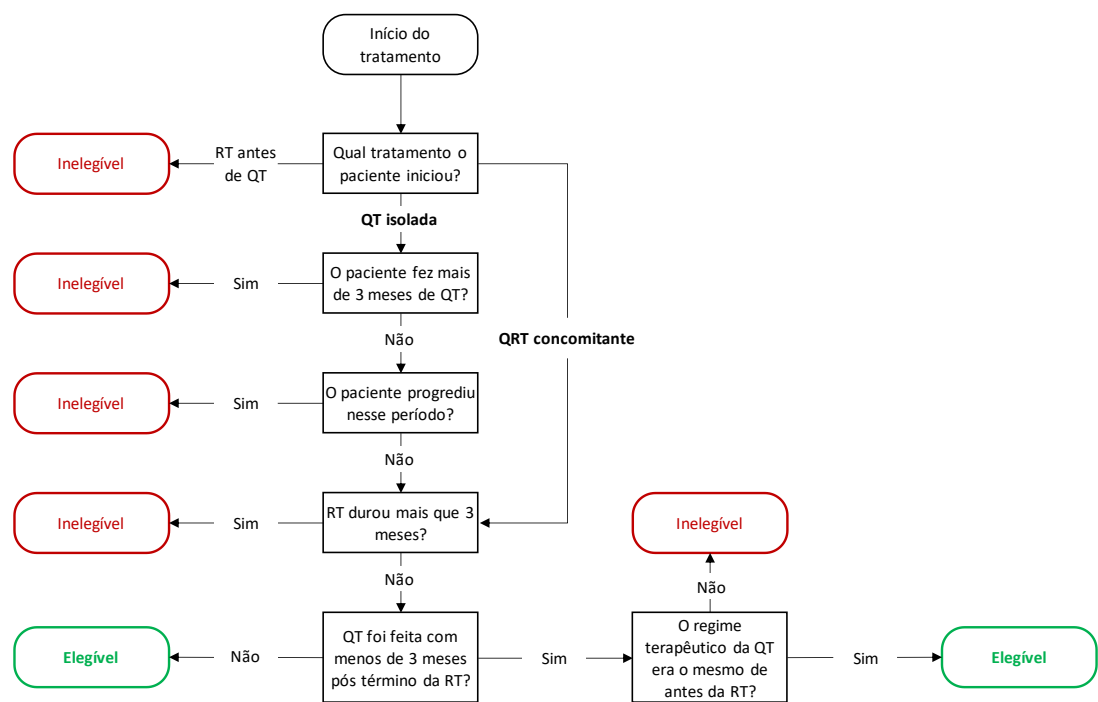 Início do
tratamento
Inelegível
RT antes
de QT
Qual tratamento o
paciente iniciou?
QT isolada
Inelegível
Sim
O paciente fez mais
de 3 meses de QT?
Não
QRT concomitante
Inelegível
Sim
O paciente progrediu
nesse período?
Não
Inelegível
Sim
RT durou mais que 3
meses?
Inelegível
Não
Não
Elegível
Não
QT foi feita com
menos de 3 meses
pós término da RT?
Sim
O regime
terapêutico da QT
era o mesmo de
antes da RT?
Sim
Elegível